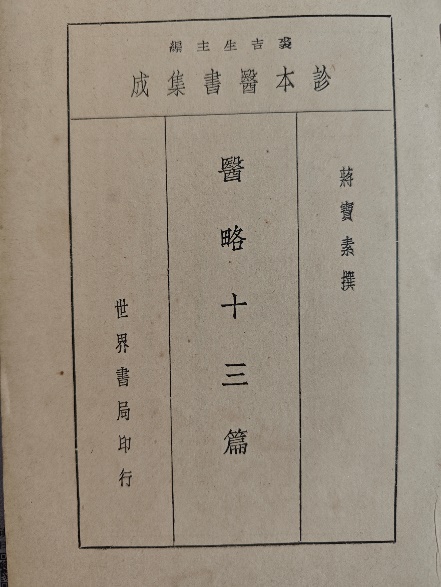 裘吉生主編
珍本醫書集成
蔣寶素撰
醫略十三篇
世界書局印行